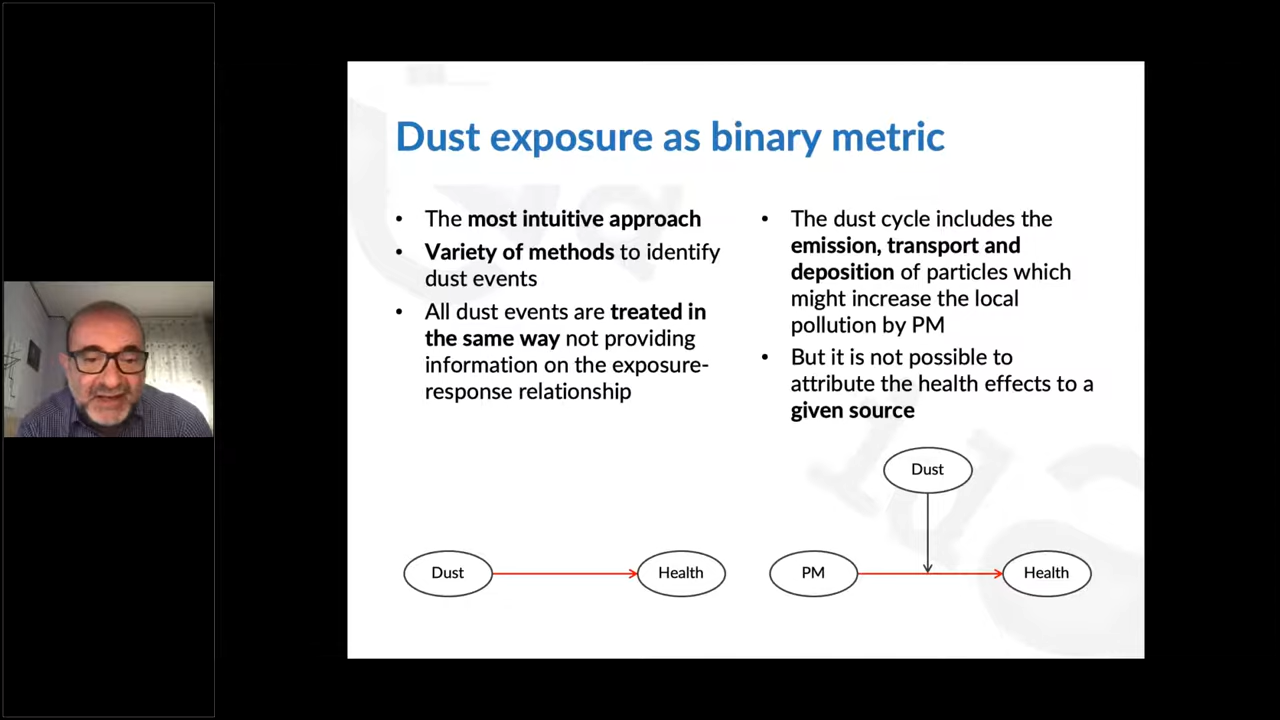 Dust exposure as binary metric
• The most intuitive approach
• Variety of methods to identify
dust events
• All dust events are treated in
the same way not providing
information on the exposure-
response relationship
• The dust cycle includes the
emission, transport and
deposition of particles which
might increase the local
pollution by PM
• But it is not possible to
attribute the health effects to a
given source
Dust
Health
Dust
PM
Health